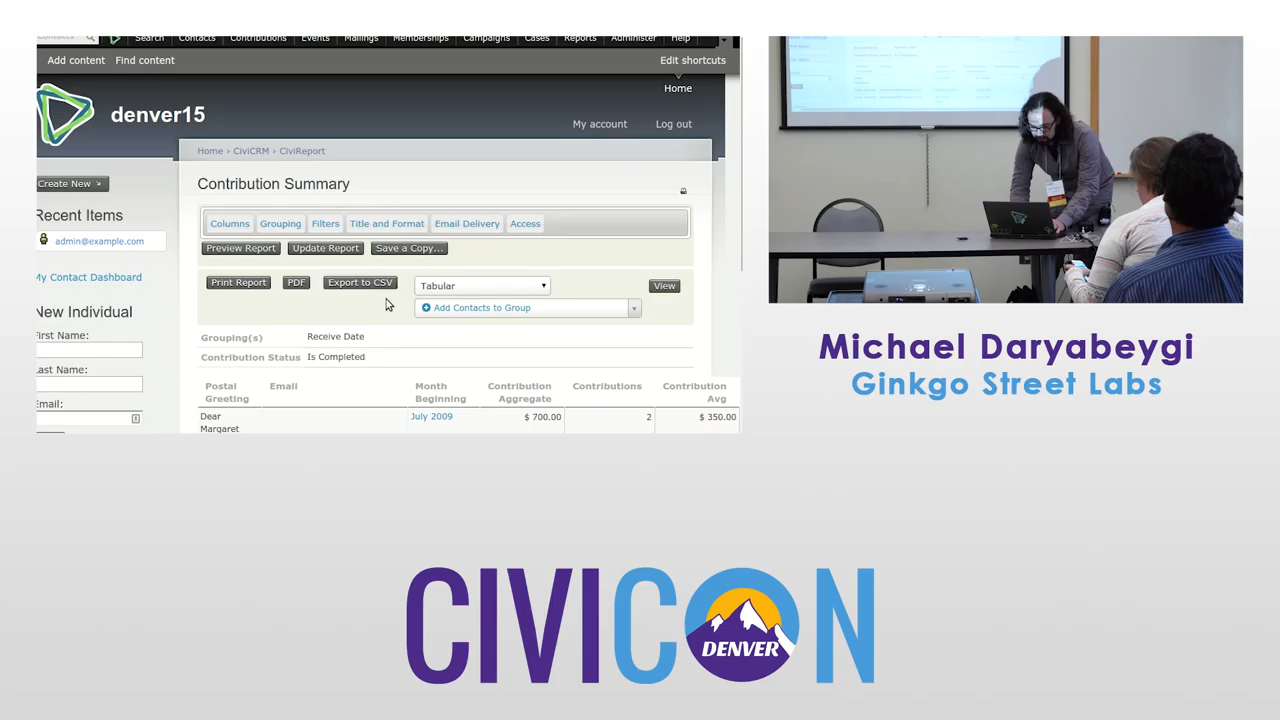 Contacts
Search Contacts Contributions Events Mailings Memberships Campaigns Cases Reports Administer Help
Add content Find content Edit shortcuts
Home
denver15
My account Log out
Home › CiviCRM › CiviReport
Create New
Contribution Summary
Recent Items
Columns Grouping Filters Title and Format Email Delivery Access
admin@example.com
Preview Report Update Report Save a Copy...
My Contact Dashboard
Print Report PDF Export to CSV Tabular View
Add Contacts to Group
New Individual
First Name:
Grouping(s) Receive Date
Contribution Status Is Completed
Last Name:
Postal Greeting Email Month Beginning Contribution Aggregate Contributions Contribution Avg
Email:
Dear Margaret July 2009 $ 700.00 2 $ 350.00
Michael Daryabeygi
Ginkgo Street Labs
CIVICON
DENVER